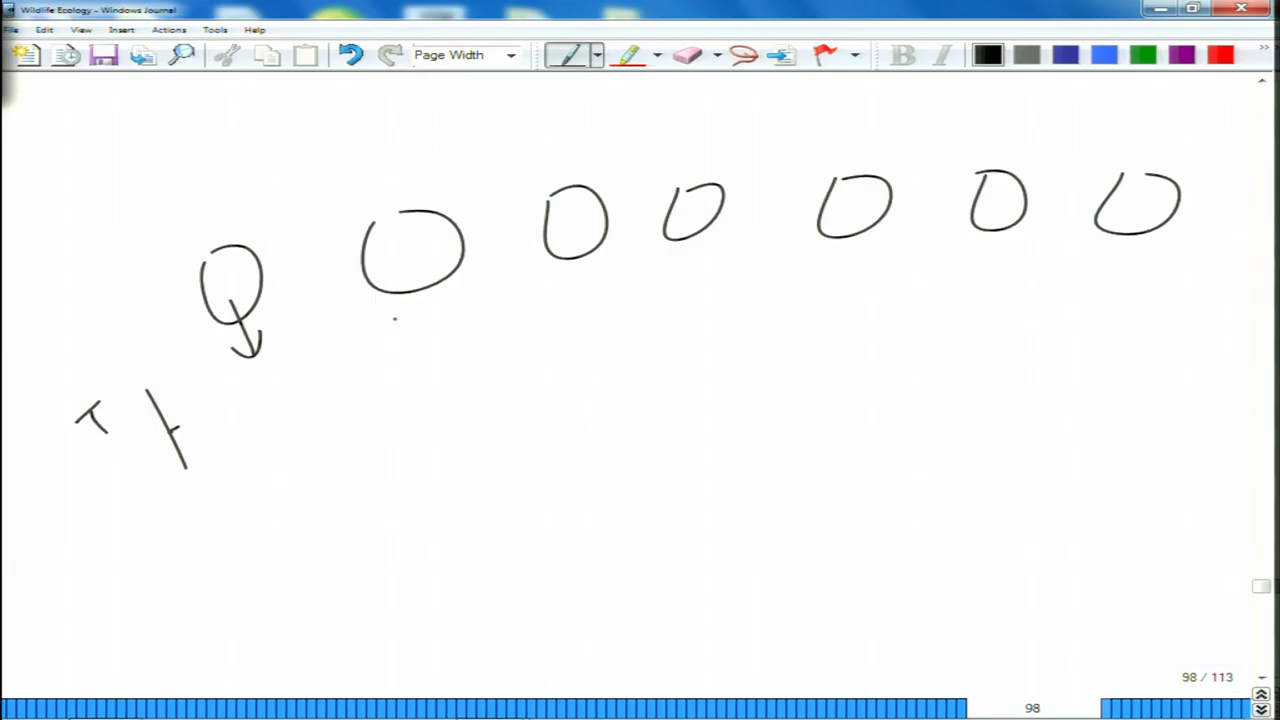 Wildlife Ecology - Windows Journal
File Edit View Insert Actions Tools Help
Page Width B I
98 / 113
98